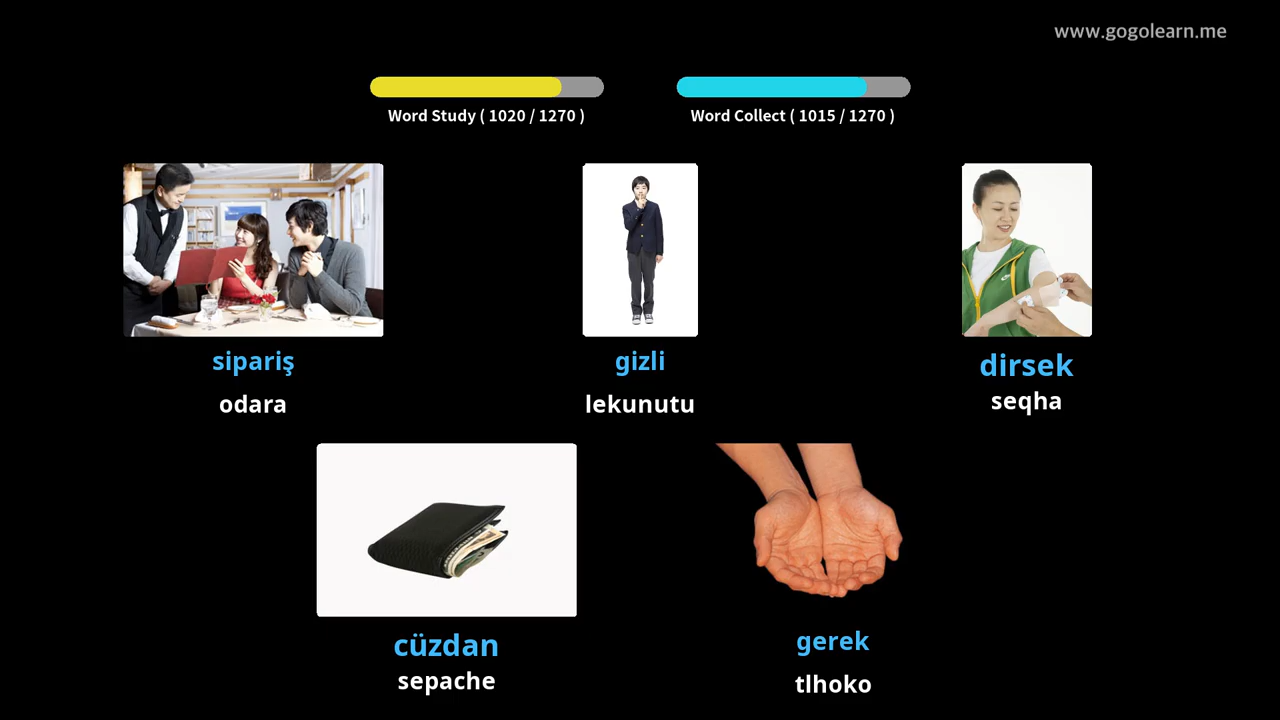 www.gogolearn.me
Word Study ( 1020 / 1270 )
Word Collect ( 1015 / 1270 )
sipariş
odara
gizli
lekunutu
dirsek
seqha
cüzdan
sepache
gerek
tlhoko